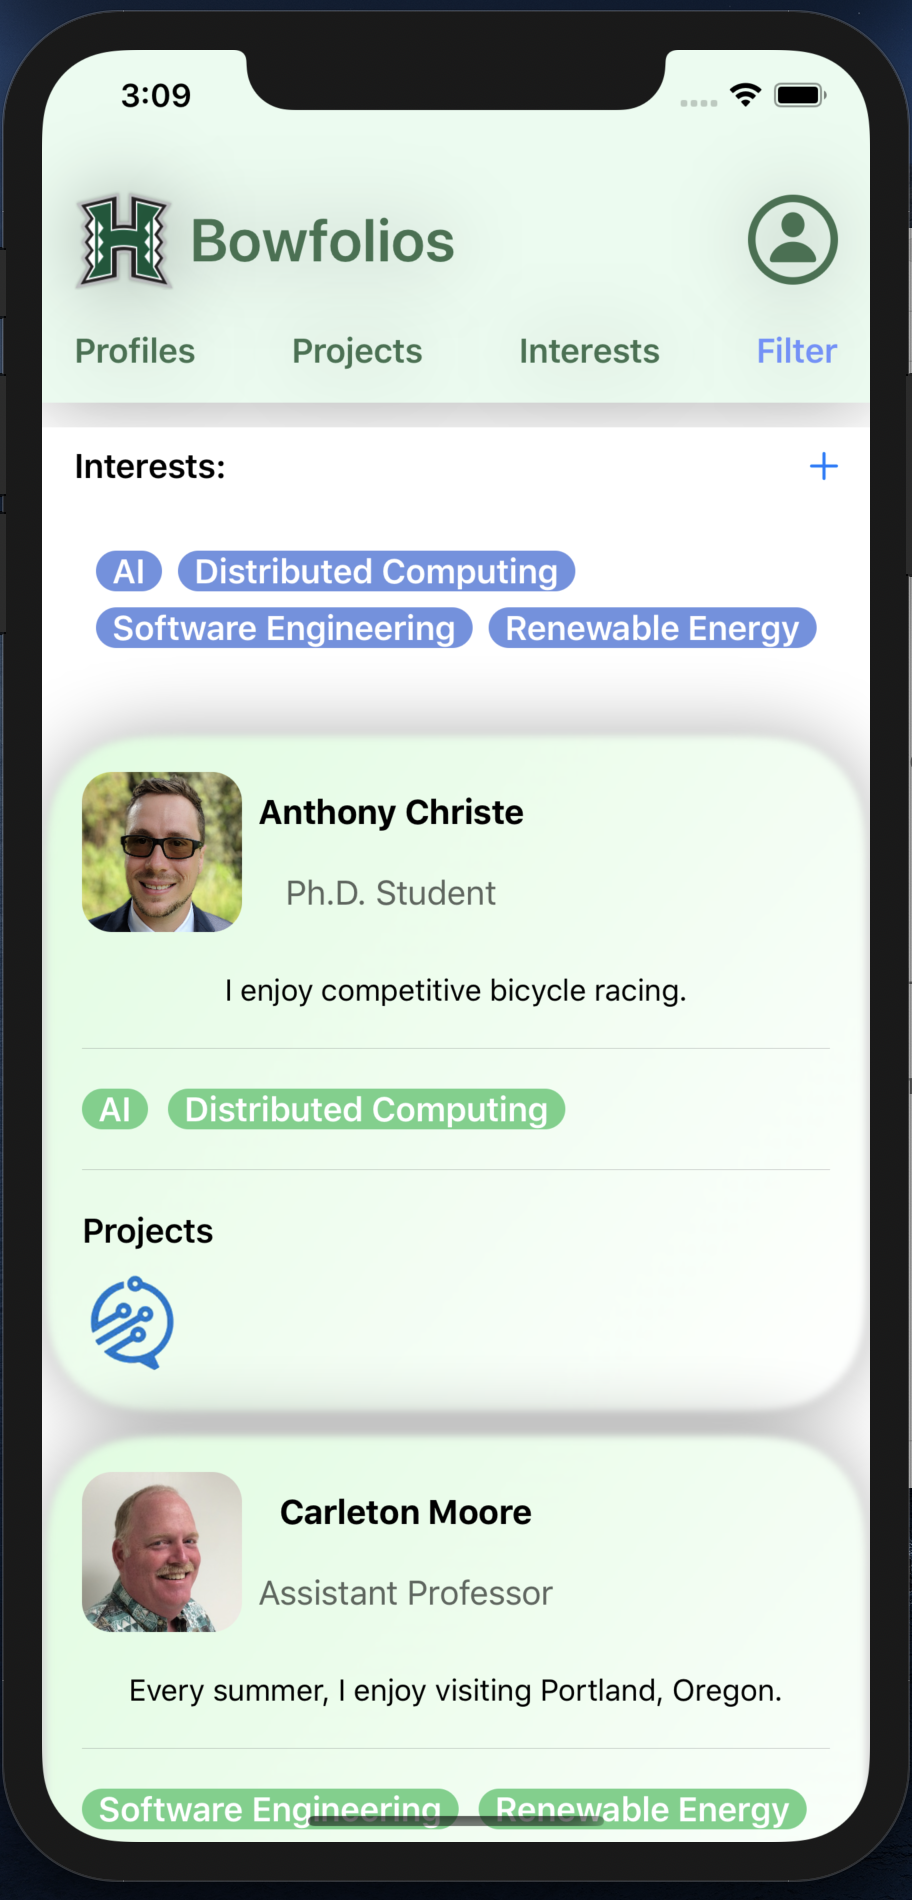 3:09
H Bowfolios
Profiles Projects Interests Filter
Interests: +
AI Distributed Computing
Software Engineering Renewable Energy
Anthony Christe
Ph.D. Student
I enjoy competitive bicycle racing.
AI Distributed Computing
Projects
Carleton Moore
Assistant Professor
Every summer, I enjoy visiting Portland, Oregon.
Software Engineering Renewable Energy